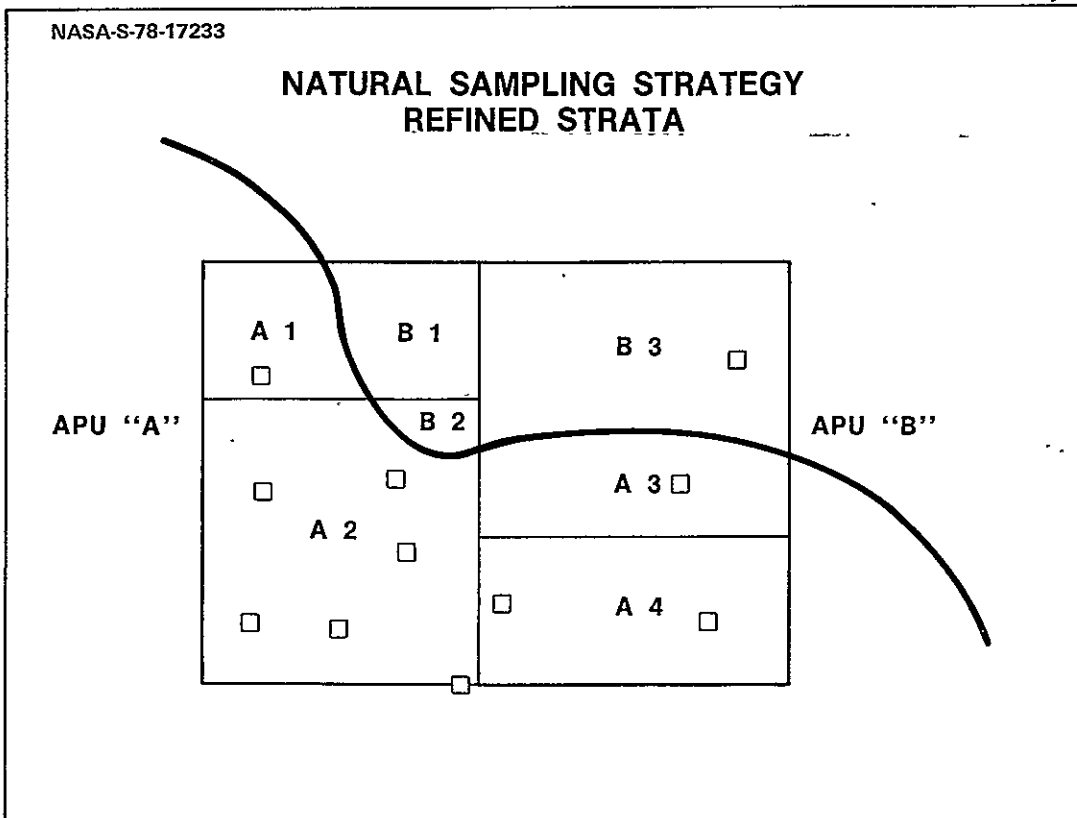 NASA-S-78-17233
NATURAL SAMPLING STRATEGY
REFINED STRATA
A 1
B 1
B 3
APU “A”
B 2
APU “B”
A 3
A 2
A 4